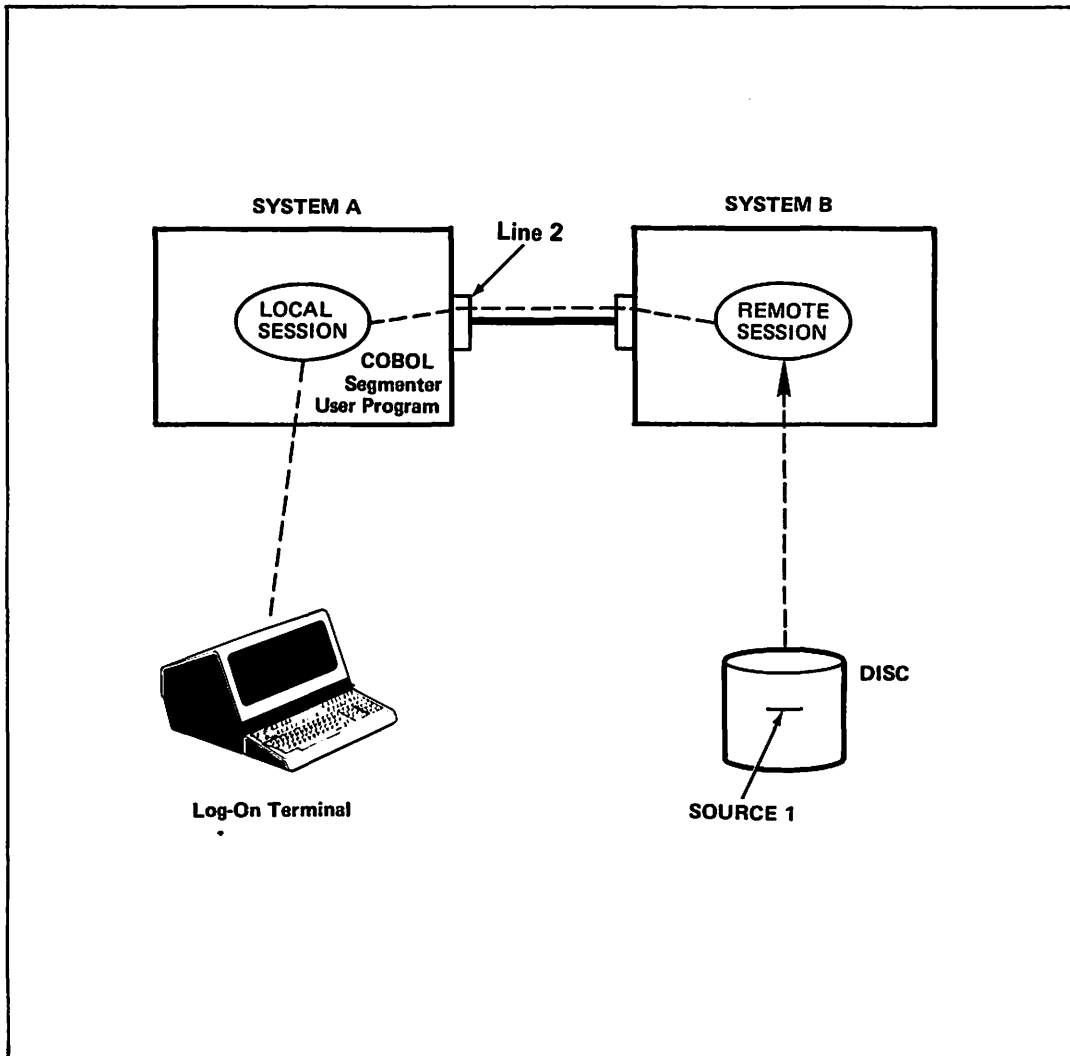 SYSTEM A
SYSTEM B
Line 2
LOCAL
SESSION
REMOTE
SESSION
COBOL
Segmenter
User Program
DISC
Log-On Terminal
SOURCE 1